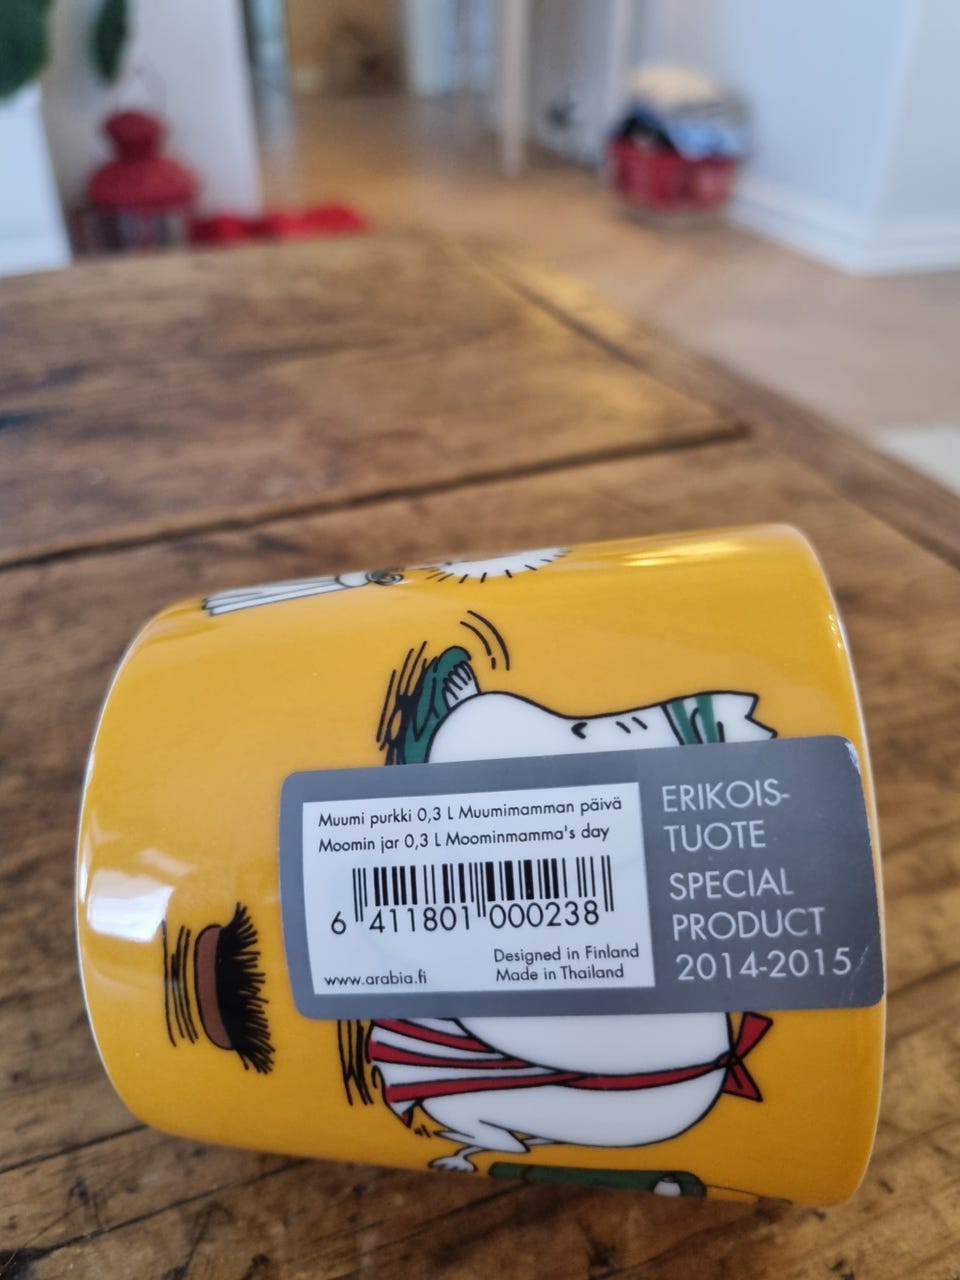 Muumi purkki 0,3 L Muumimamman päivä
Moomin jar 0,3 L Moominmamma's day
6 411801 000238
Designed in Finland
www.arabia.fi Made in Thailand
ERIKOIS-
TUOTE
SPECIAL
PRODUCT
2014-2015